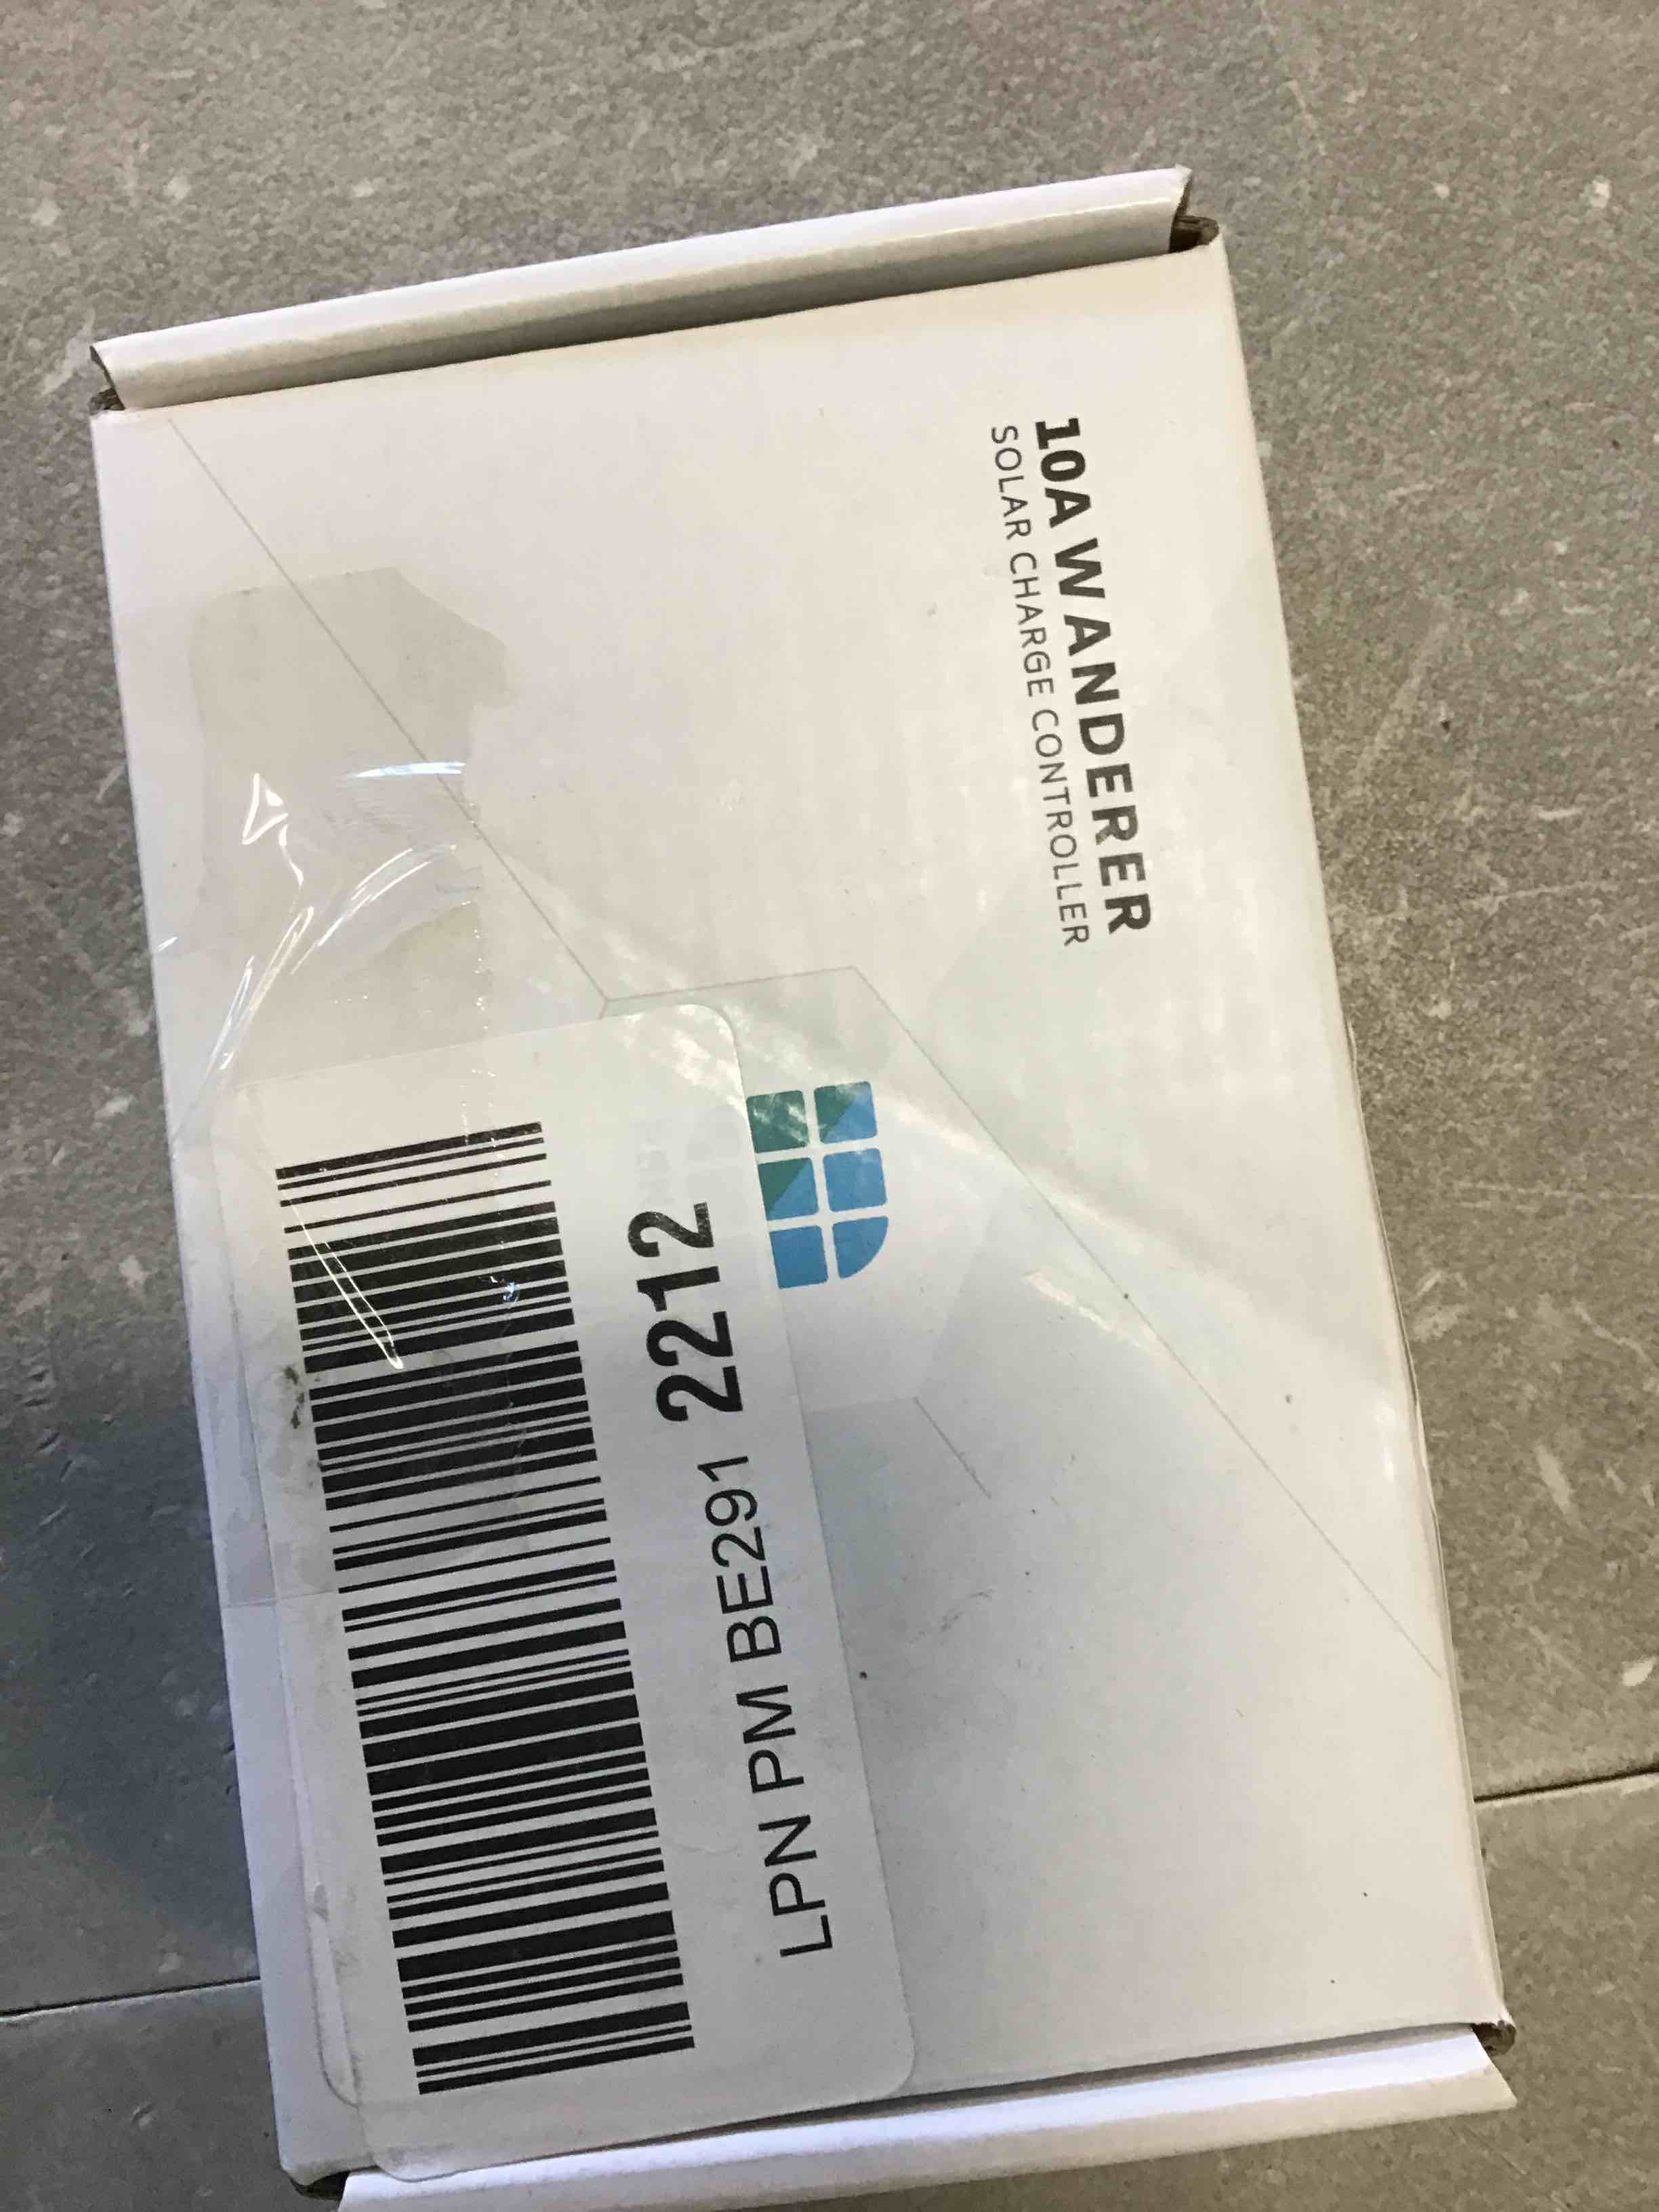 10A WANDERER
SOLAR CHARGE CONTROLLER
LPN PM BE291 2212